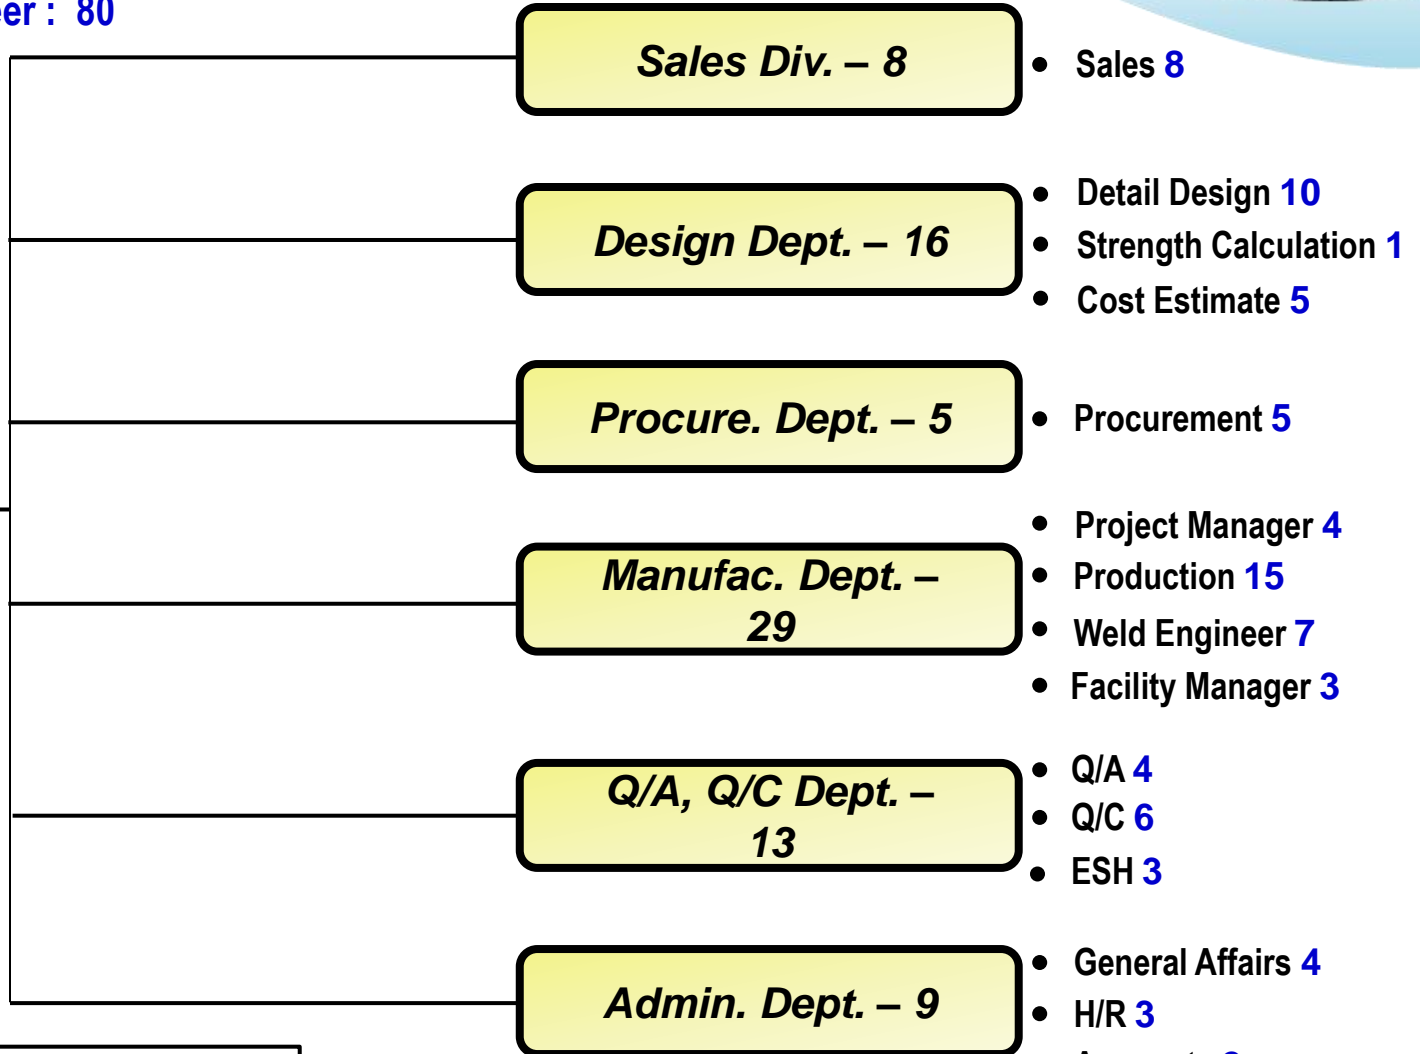 : 80
Sales Div. – 8
• Sales 8
Design Dept. – 16
• Detail Design 10
• Strength Calculation 1
• Cost Estimate 5
Procure. Dept. – 5
• Procurement 5
Manufac. Dept. –
29
• Project Manager 4
• Production 15
• Weld Engineer 7
• Facility Manager 3
Q/A, Q/C Dept. –
13
• Q/A 4
• Q/C 6
• ESH 3
Admin. Dept. – 9
• General Affairs 4
• H/R 3